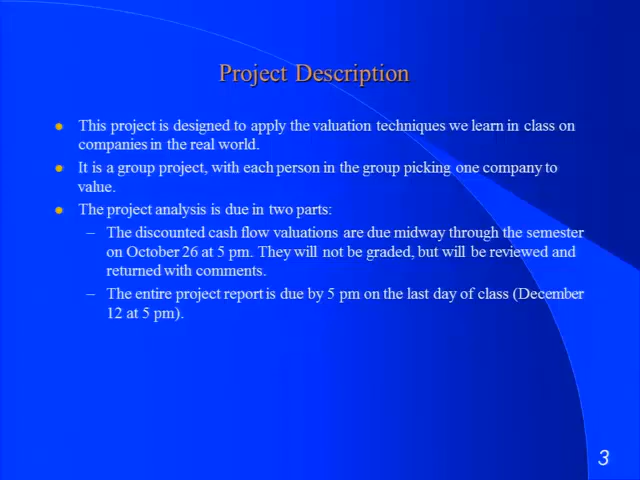 Project Description
This project is designed to apply the valuation techniques we learn in class on
companies in the real world.
It is a group project, with each person in the group picking one company to
value.
The project analysis is due in two parts:
– The discounted cash flow valuations are due midway through the semester
on October 26 at 5 pm. They will not be graded, but will be reviewed and
returned with comments.
– The entire project report is due by 5 pm on the last day of class (December
12 at 5 pm).
3